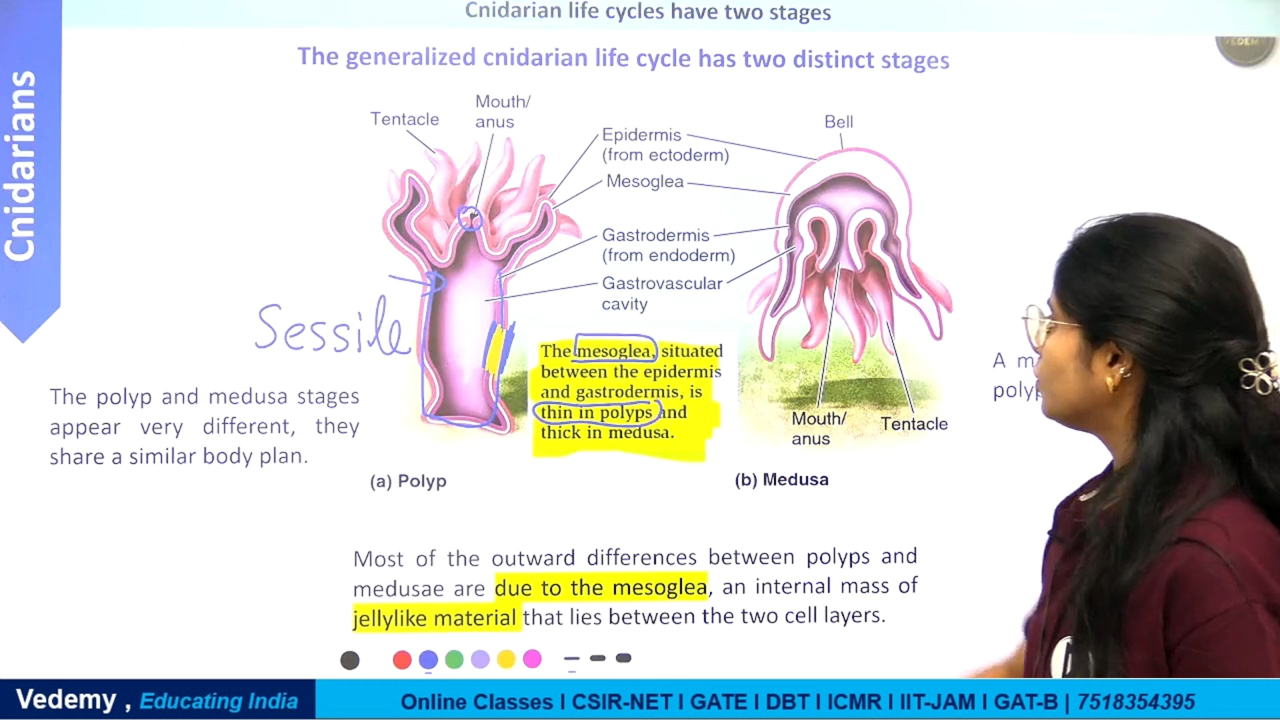 Cnidarian life cycles have two stages
Cnidarians
The generalized cnidarian life cycle has two distinct stages
VEDEMY
Tentacle
Mouth/
anus
Epidermis
(from ectoderm)
Mesoglea
Gastrodermis
(from endoderm)
Gastrovascular
cavity
Bell
Sessile
The polyp and medusa stages
appear very different, they
share a similar body plan.
The mesoglea, situated
between the epidermis
and gastrodermis, is
thin in polyps and
thick in medusa.
Mouth/
anus
Tentacle
A
(a) Polyp
(b) Medusa
Most of the outward differences between polyps and
medusae are due to the mesoglea, an internal mass of
jellylike material that lies between the two cell layers.
Vedemy , Educating India
Online Classes I CSIR-NET I GATE I DBT I ICMR I IIT-JAM I GAT-B | 7518354395